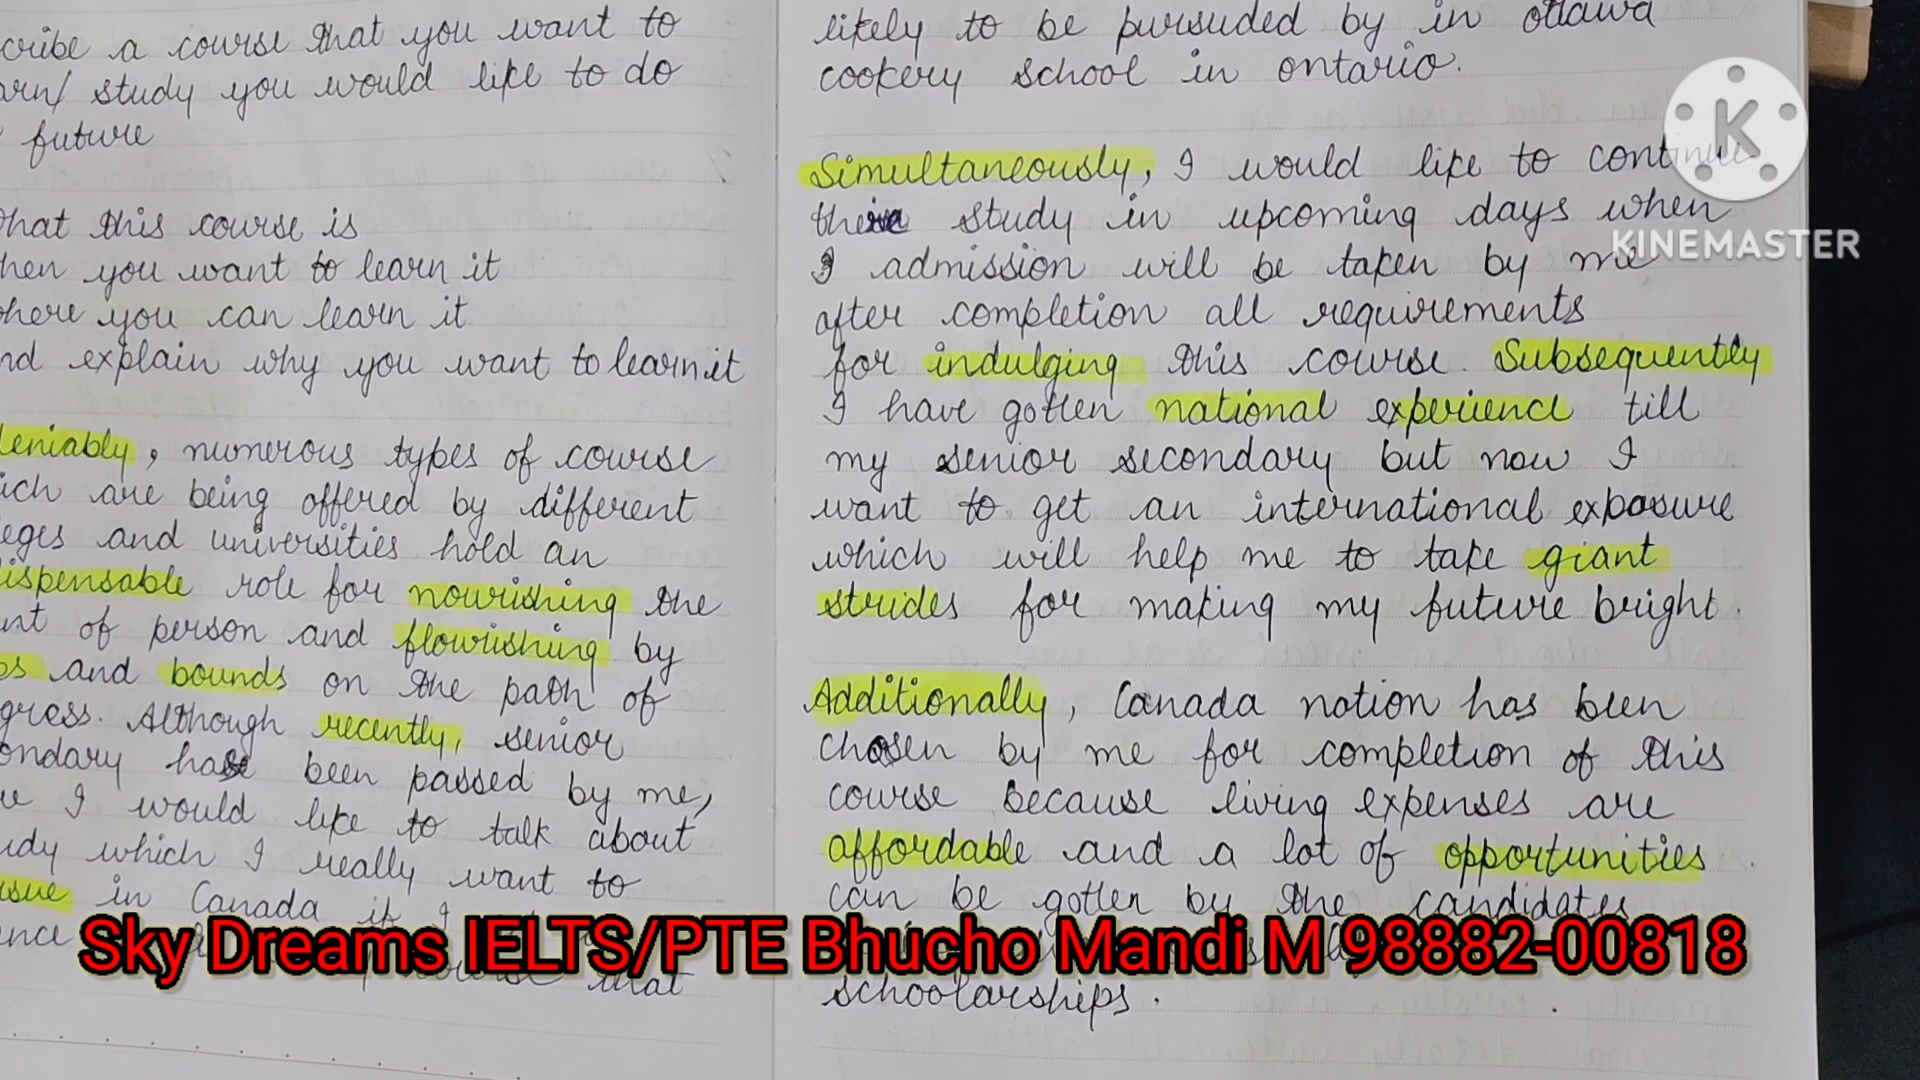 cribe a course that you want to
arn/ study you would like to do
future
hat this course is
hen you want to learn it
here you can learn it
nd explain why you want to learn it
deniably, numerous types of course
ich are being offered by different
eges and universities hold an
dispensable role for nourishing the
of person and flourishing by
ps and bounds on the path of
gress. Although recently, senior
ondary hase been passed by me,
I would like to talk about
udy which I really want to
sue in Canada if I
ence
course that
likely to be pursuded by in ottawa
cookery school in ontario.
Simultaneously, I would like to continue
study in upcoming days when
I admission will be taken by me
after completion all requirements
for indulging this course. Subsequently
I have gotten national experience till
my senior secondary but now I
want to get an international exposure
which will help me to take giant
strides for making my future bright.
Additionally, Canada nation has been
chosen by me for completion of this
course because living expenses are
affordable and a lot of opportunities
can be gotten by the candidates
schoolarships.
K
KINEMASTER
Sky Dreams IELTS/PTE Bhucho Mandi M 98882-00818